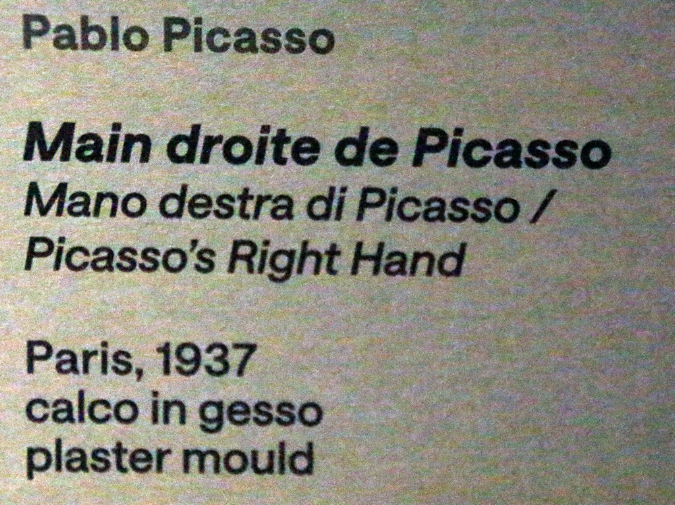 Pablo Picasso
Main droite de Picasso
Mano destra di Picasso /
Picasso's Right Hand
Paris, 1937
calco in gesso
plaster mould